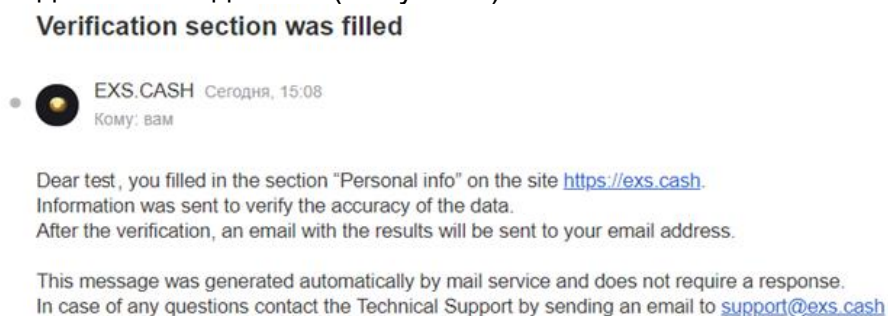 Verification section was filled
EXS.CASH Сегодня, 15:08
Кому: вам
Dear test, you filled in the section “Personal info” on the site https://exs.cash.
Information was sent to verify the accuracy of the data.
After the verification, an email with the results will be sent to your email address.
This message was generated automatically by mail service and does not require a response.
In case of any questions contact the Technical Support by sending an email to support@exs.cash